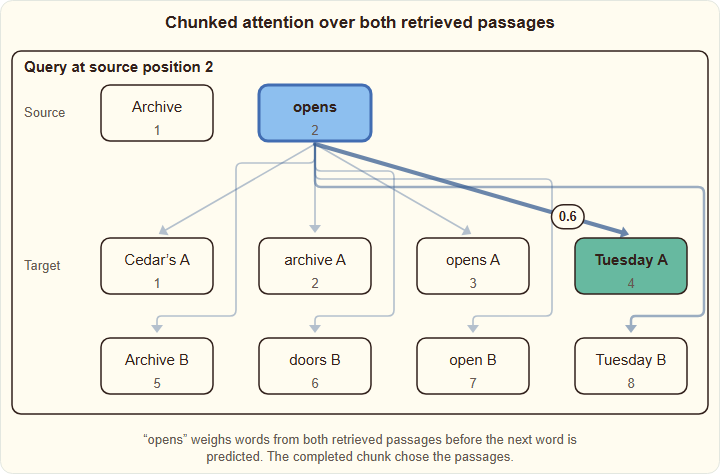 Chunked attention over both retrieved passages
Query at source position 2
Source
Archive
1
opens
2
0.6
Target
Cedar’s A
1
archive A
2
opens A
3
Tuesday A
4
Archive B
5
doors B
6
open B
7
Tuesday B
8
“opens” weighs words from both retrieved passages before the next word is
predicted. The completed chunk chose the passages.